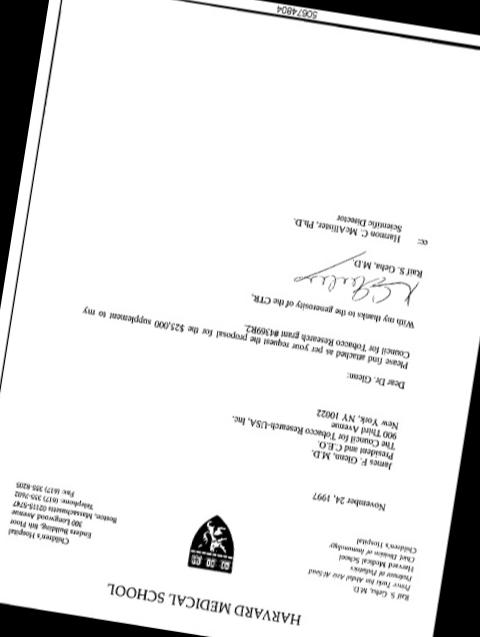 HARVARD MEDICAL SCHOOL
Raif S. Geha, M.D.
Prince Turki bin Abdul Aziz Al-Saud
Professor of Pediatrics
Harvard Medical School
Chief Division of Immunology
Children's Hospital
Children's Hospital
Enders Building, 8th Floor
300 Longwood Avenue
Boston, Massachusetts 02115-5747
Telephone: (617) 355-7602
Fax: (617) 355-8205
November 24, 1997
James F. Glenn, M.D.
President and C.E.O.
The Council for Tobacco Research-USA, Inc.
900 Third Avenue
New York, NY 10022
Dear Dr. Glenn:
Please find attached as per your request the proposal for the $25,000 supplement to my
Council for Tobacco Research grant #4369R2.
With my thanks to the generosity of the CTR,
Raif S. Geha, M.D.
cc: Harmon C. McAllister, Ph.D.
Scientific Director
50674804